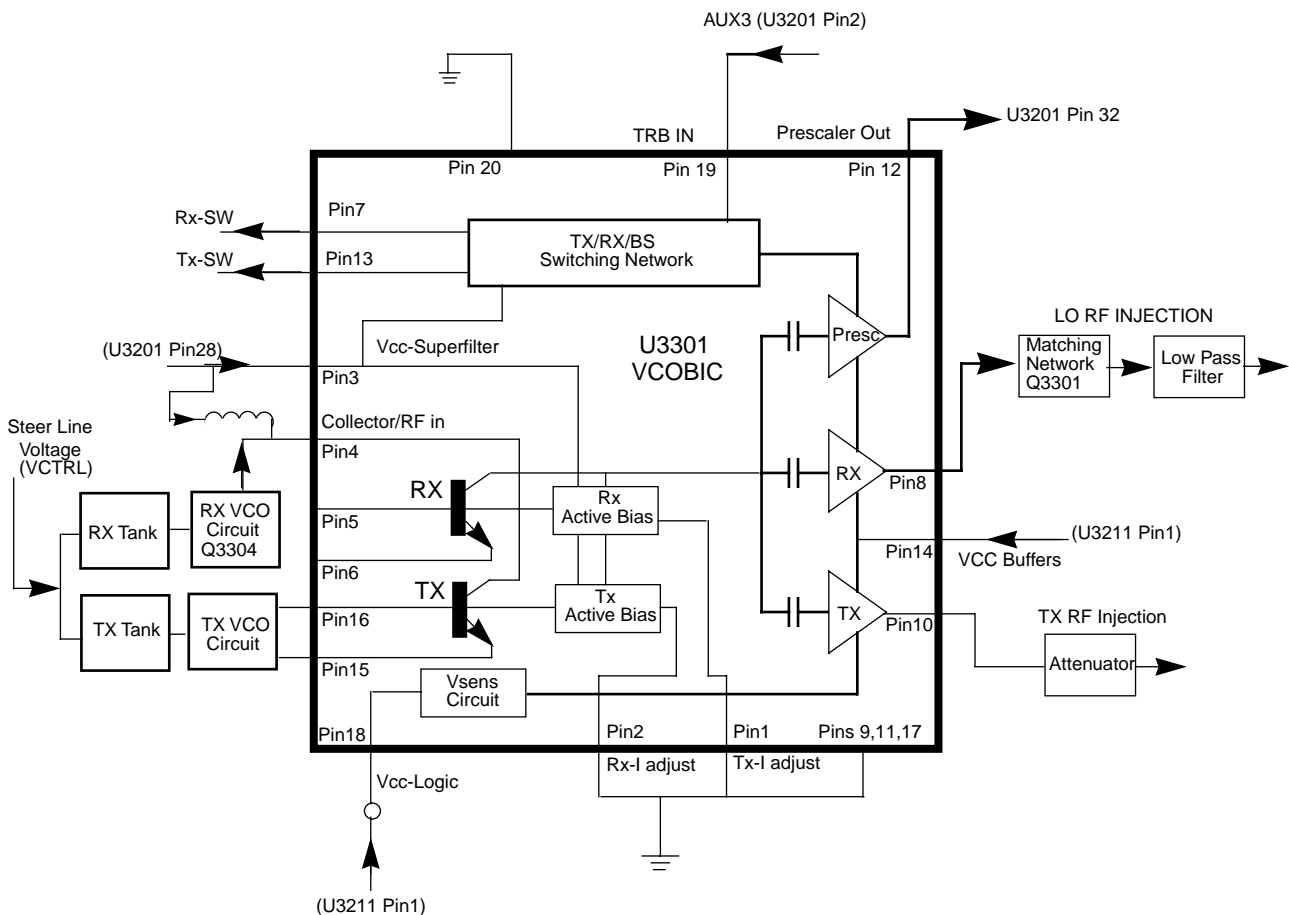 AUX3 (U3201 Pin2)
U3201 Pin 32
TRB IN
Prescaler Out
Pin 20
Pin 19
Pin 12
Rx-SW
Pin7
Tx-SW
Pin13
TX/RX/BS
Switching Network
Presc
U3301
VCOBIC
LO RF INJECTION
Matching
Network
Q3301
Low Pass
Filter
(U3201 Pin28)
Vcc-Superfilter
Pin3
Collector/RF in
Pin4
Steer Line
Voltage
(VCTRL)
RX Tank
RX VCO
Circuit
Q3304
Pin5
RX
Rx
Active Bias
RX
Pin8
Pin14
(U3211 Pin1)
VCC Buffers
Pin6
TX Tank
TX VCO
Circuit
Pin16
TX
Tx
Active Bias
TX
Pin10
TX RF Injection
Attenuator
Pin15
Vsens
Circuit
Pin18
Pin2
Pin1
Pins 9,11,17
Rx-I adjust
Tx-I adjust
Vcc-Logic
(U3211 Pin1)